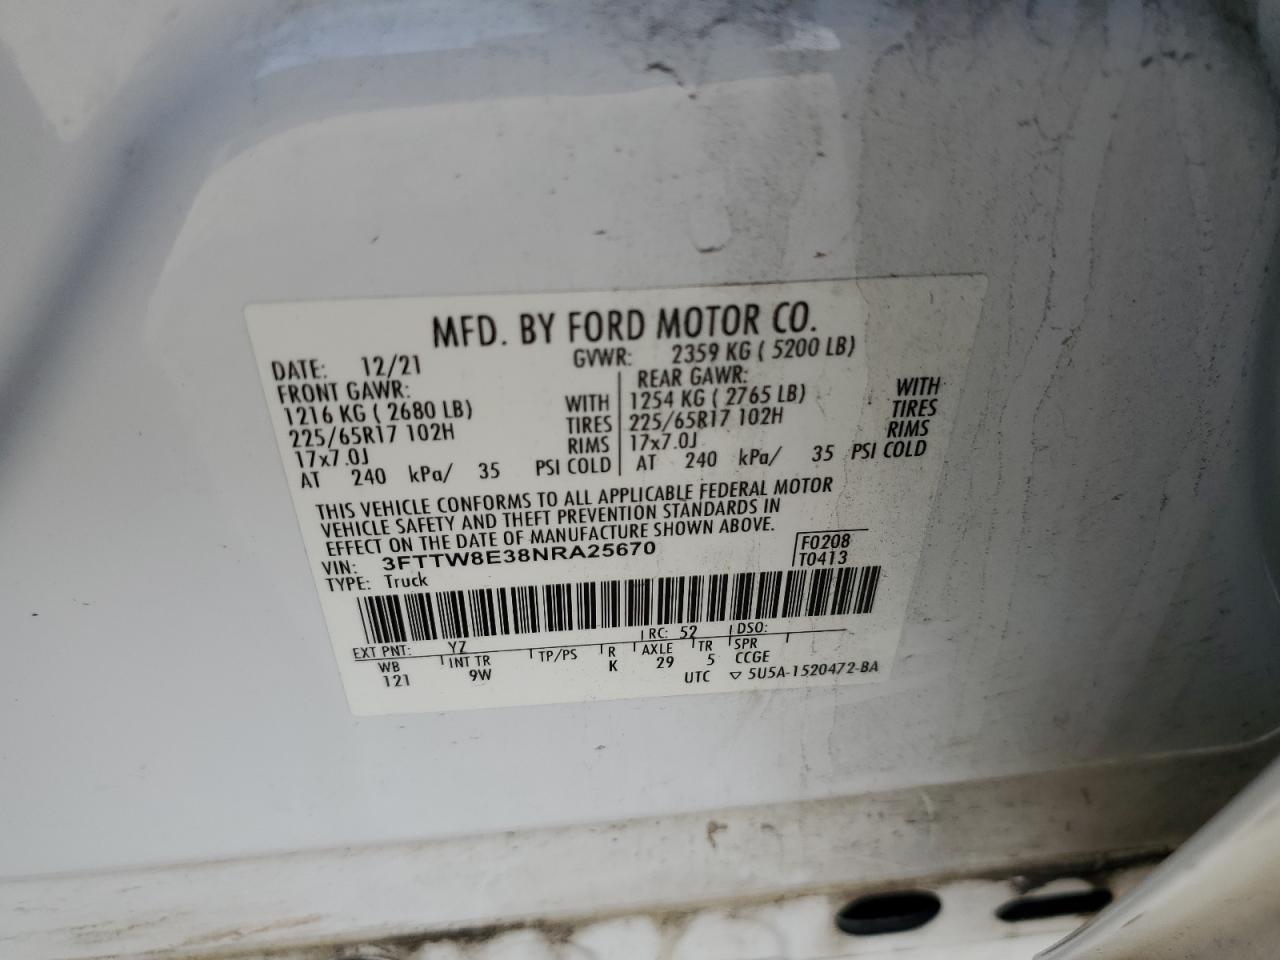 MFD. BY FORD MOTOR CO.
DATE: 12/21 GVWR: 2359 KG ( 5200 LB)
FRONT GAWR: REAR GAWR:
1216 KG ( 2680 LB) WITH 1254 KG ( 2765 LB) WITH
225/65R17 102H TIRES 225/65R17 102H TIRES
17x7.0J RIMS 17x7.0J RIMS
AT 240 kPa/ 35 PSI COLD AT 240 kPa/ 35 PSI COLD
THIS VEHICLE CONFORMS TO ALL APPLICABLE FEDERAL MOTOR
VEHICLE SAFETY AND THEFT PREVENTION STANDARDS IN
EFFECT ON THE DATE OF MANUFACTURE SHOWN ABOVE.
VIN: 3FTTW8E38NRA25670 F0208
TYPE: Truck T0413
EXT PNT: YZ RC: 52 DSO:
WB INT TR TP/PS R AXLE TR SPR
121 9W K 29 5 CCGE
UTC ▽ 5U5A-1520472-BA